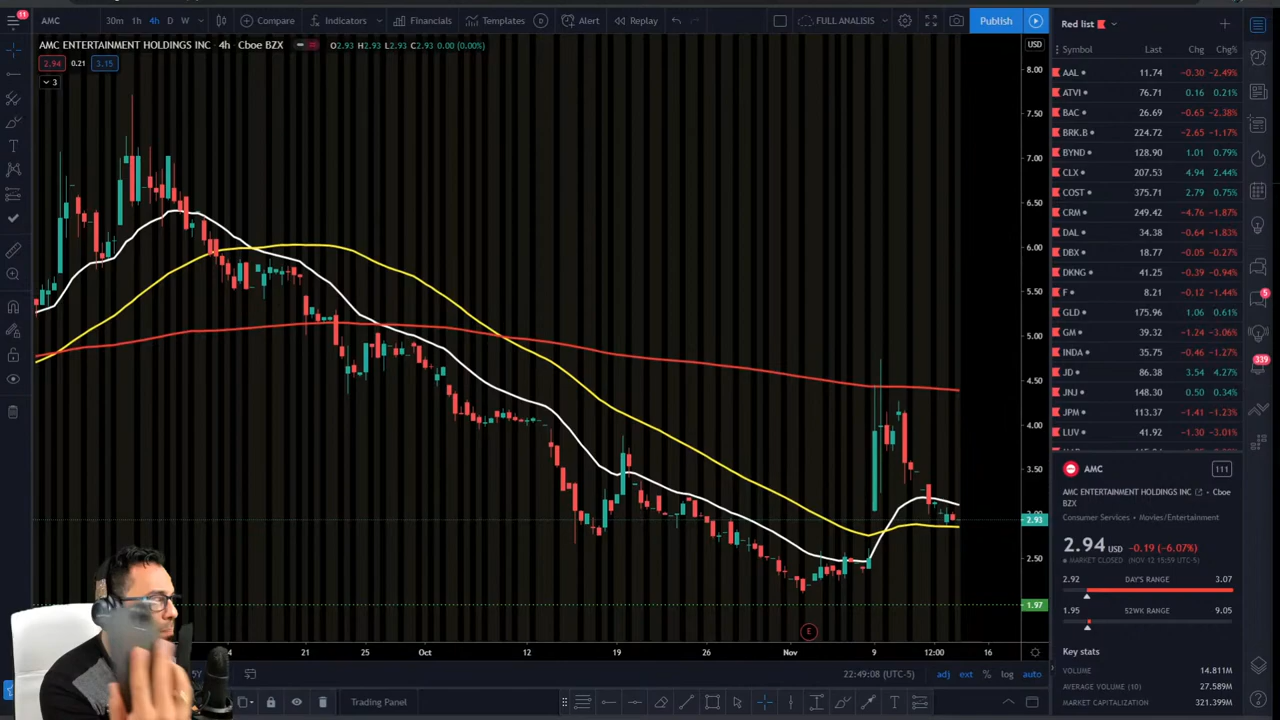 11
AMC
30m 1h 4h D W
Compare
Indicators
Financials
Templates
Alert
Replay
FULL ANALISIS
Publish
Red list
AMC ENTERTAINMENT HOLDINGS INC · 4h · Cboe BZX
O2.93 H2.93 L2.93 C2.93 0.00 (0.00%)
2.94 0.21 3.15
3
USD
8.00
7.50
7.00
6.50
6.00
5.50
5.00
4.50
4.00
3.50
3.00
2.93
2.50
1.97
E
21 25 Oct 12 19 26 Nov 9 12:00 16
5Y
22:49:08 (UTC-5)
% log auto
adj ext
Trading Panel
Symbol Last Chg Chg%
AAL 11.74 −0.30 −2.49%
ATVI 76.71 0.16 0.21%
BAC 26.69 −0.65 −2.38%
BRK.B 224.72 −2.65 −1.17%
BYND 128.90 1.01 0.79%
CLX 207.53 4.94 2.44%
COST 375.71 2.79 0.75%
CRM 249.42 −4.76 −1.87%
DAL 34.38 −0.64 −1.83%
DBX 18.77 −0.05 −0.27%
DKNG 41.25 −0.39 −0.94%
F 8.21 −0.12 −1.44%
GLD 175.96 1.06 0.61%
GM 39.32 −1.24 −3.06%
INDA 35.75 −0.46 −1.27%
JD 86.38 3.54 4.27%
JNJ 148.30 0.50 0.34%
JPM 113.37 −1.41 −1.23%
LUV 41.92 −1.30 −3.01%
AMC
111
AMC ENTERTAINMENT HOLDINGS INC · Cboe
BZX
Consumer Services • Movies/Entertainment
2.94 USD −0.19 (−6.07%)
MARKET CLOSED (NOV 12 15:59 UTC-5)
2.92 DAY'S RANGE 3.07
1.95 52WK RANGE 9.05
Key stats
VOLUME 14.811M
AVERAGE VOLUME (10) 27.589M
MARKET CAPITALIZATION 321.399M
5
339